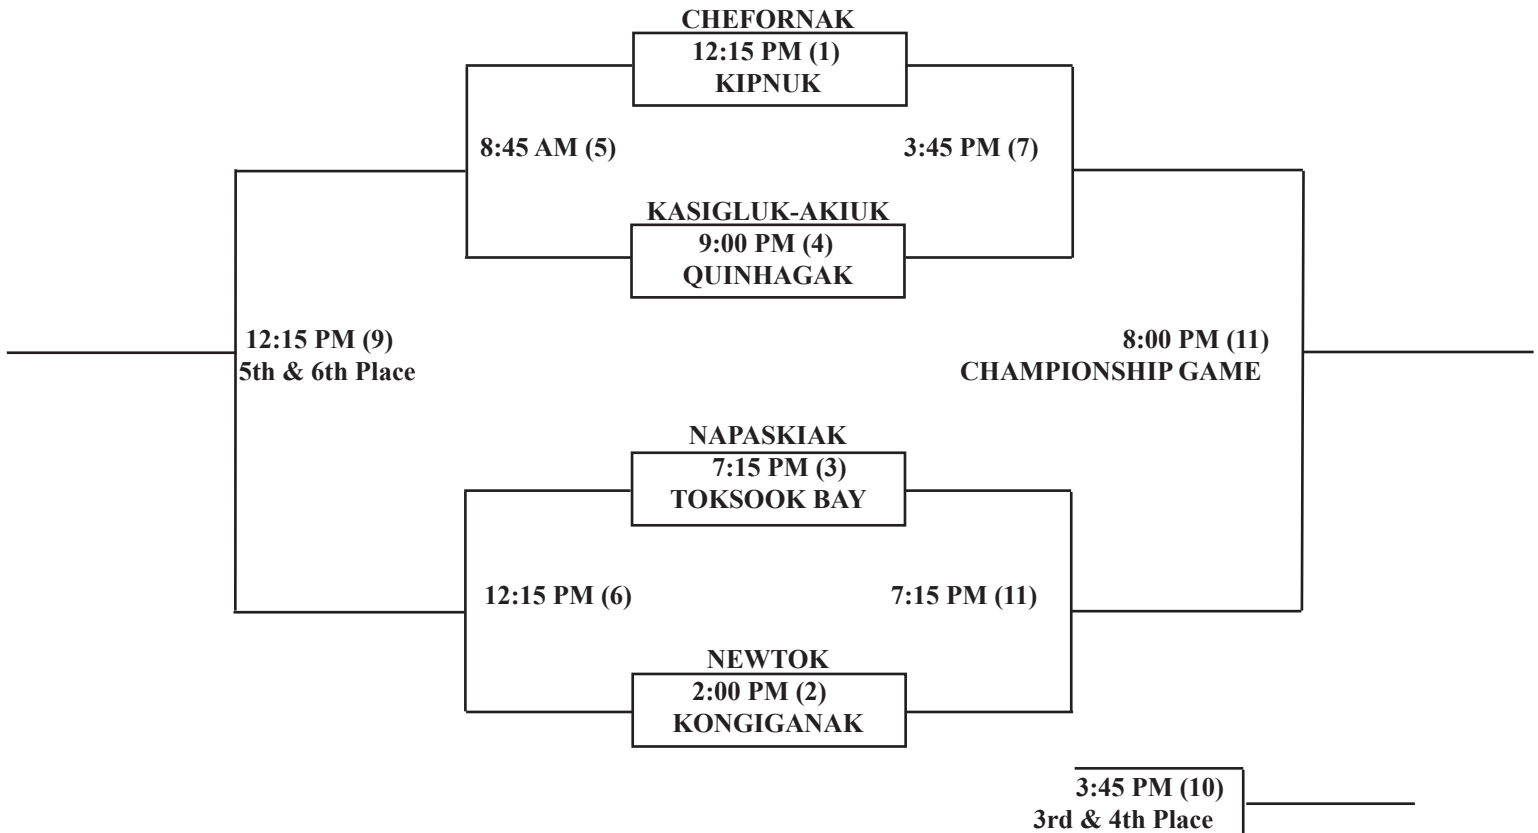 CHEFORNAK
12:15 PM (1)
KIPNUK
8:45 AM (5)
3:45 PM (7)
KASIGLUK-AKIUK
9:00 PM (4)
QUINHAGAK
12:15 PM (9)
5th & 6th Place
8:00 PM (11)
CHAMPIONSHIP GAME
NAPASKIAK
7:15 PM (3)
TOKSOOK BAY
12:15 PM (6)
7:15 PM (11)
NEWTOK
2:00 PM (2)
KONGIGANAK
3:45 PM (10)
3rd & 4th Place